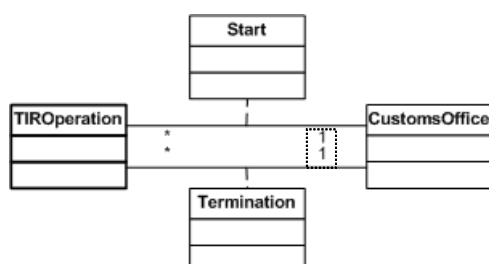 Start
TIROperation
CustomsOffice
* 1
* 1
Termination